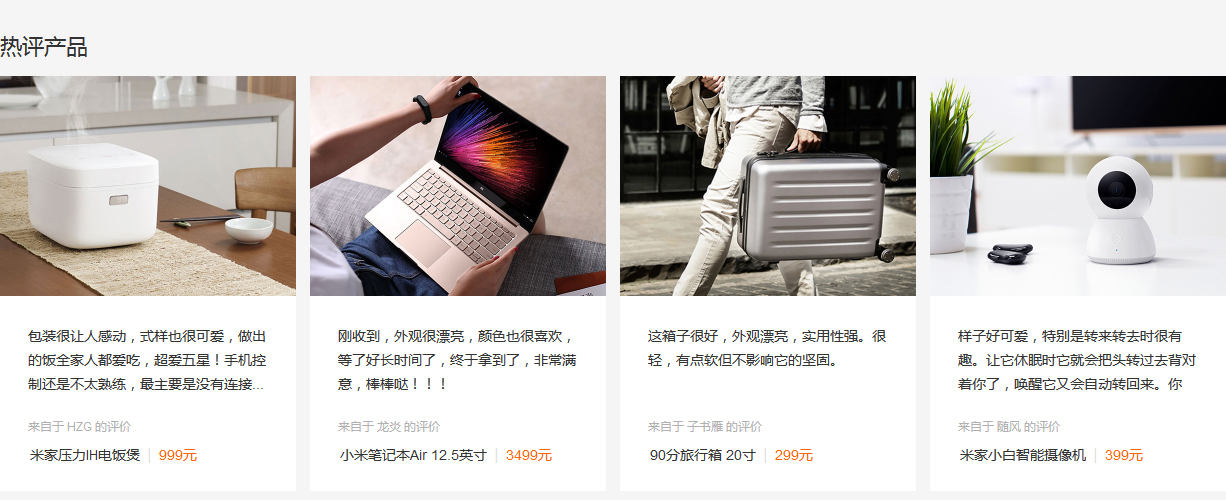 热评产品
包装很让人感动，式样也很可爱，做出
的饭全家人都爱吃，超爱五星！手机控
制还是不太熟练，最主要是没有连接...
来自于 HZG 的评价
米家压力IH电饭煲 | 999元
刚收到，外观很漂亮，颜色也很喜欢，
等了好长时间了，终于拿到了，非常满
意，棒棒哒！！！
来自于 龙炎 的评价
小米笔记本Air 12.5英寸 | 3499元
这箱子很好，外观漂亮，实用性强。很
轻，有点软但不影响它的坚固。
来自于 子书雁 的评价
90分旅行箱 20寸 | 299元
样子好可爱，特别是转来转去时很有
趣。让它休眠时它就会把头转过去背对
着你了，唤醒它又会自动转回来。你
来自于 随风 的评价
米家小白智能摄像机 | 399元